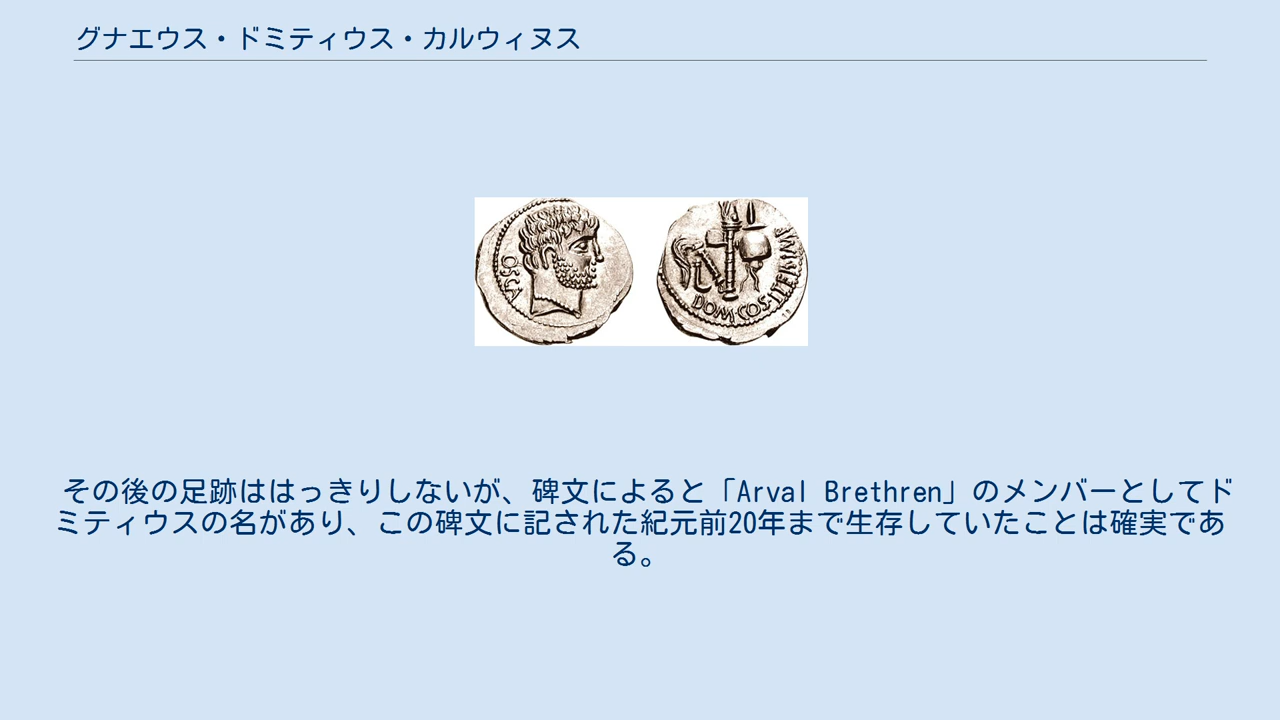 グナエウス・ドミティウス・カルウィヌス
OSCA
DOM·COS·ITER·IMP
その後の足跡ははっきりしないが、碑文によると「Arval Brethren」のメンバーとしてド
ミティウスの名があり、この碑文に記された紀元前20年まで生存していたことは確実であ
る。